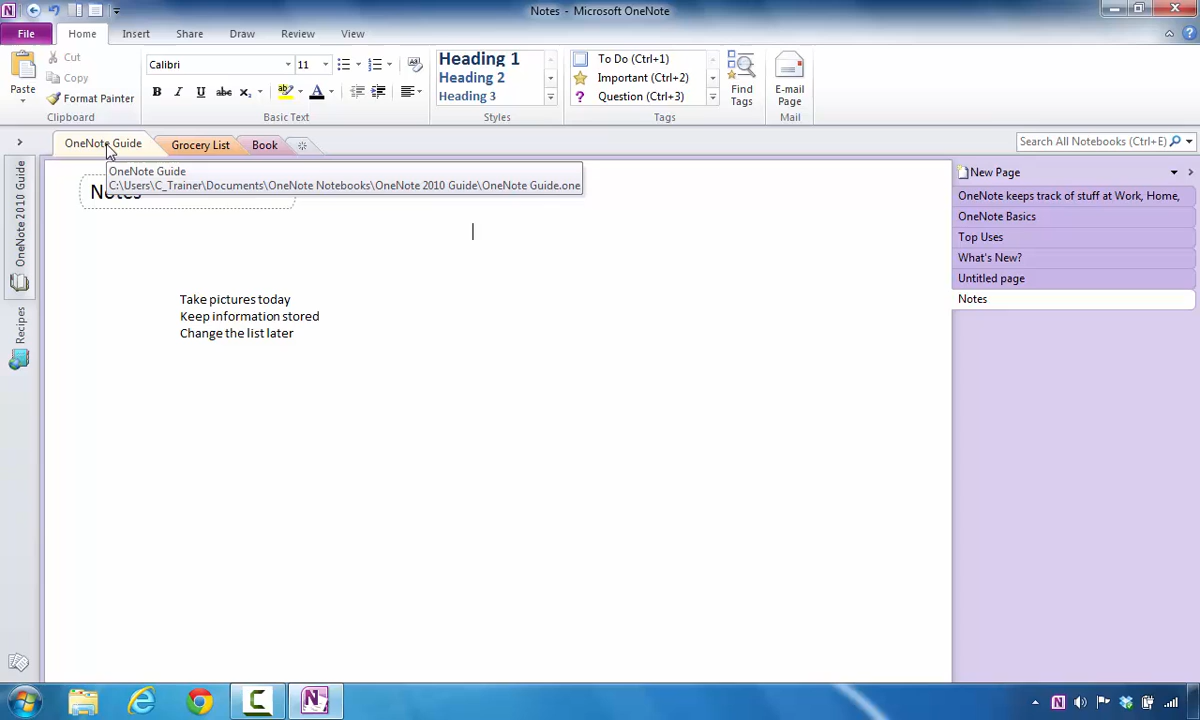 Notes - Microsoft OneNote
File Home Insert Share Draw Review View
Paste
Cut
Copy
Format Painter
Clipboard
Calibri 11
B I U abc x₂ ab A
Basic Text
Heading 1
Heading 2
Heading 3
Styles
To Do (Ctrl+1)
Important (Ctrl+2)
? Question (Ctrl+3)
Tags
Find
Tags
E-mail
Page
Mail
OneNote Guide Grocery List Book
Search All Notebooks (Ctrl+E)
OneNote Guide
C:\Users\C_Trainer\Documents\OneNote Notebooks\OneNote 2010 Guide\OneNote Guide.one
Notes
Take pictures today
Keep information stored
Change the list later
OneNote 2010 Guide
Recipes
New Page
OneNote keeps track of stuff at Work, Home,
OneNote Basics
Top Uses
What's New?
Untitled page
Notes